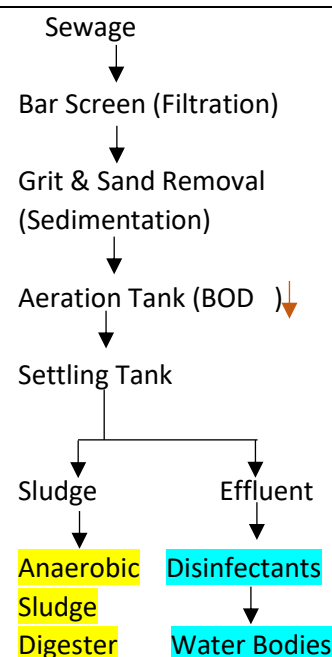 Sewage
Bar Screen (Filtration)
Grit & Sand Removal
(Sedimentation)
Aeration Tank (BOD )
Settling Tank
Sludge
Effluent
Anaerobic
Sludge
Digester
Disinfectants
Water Bodies